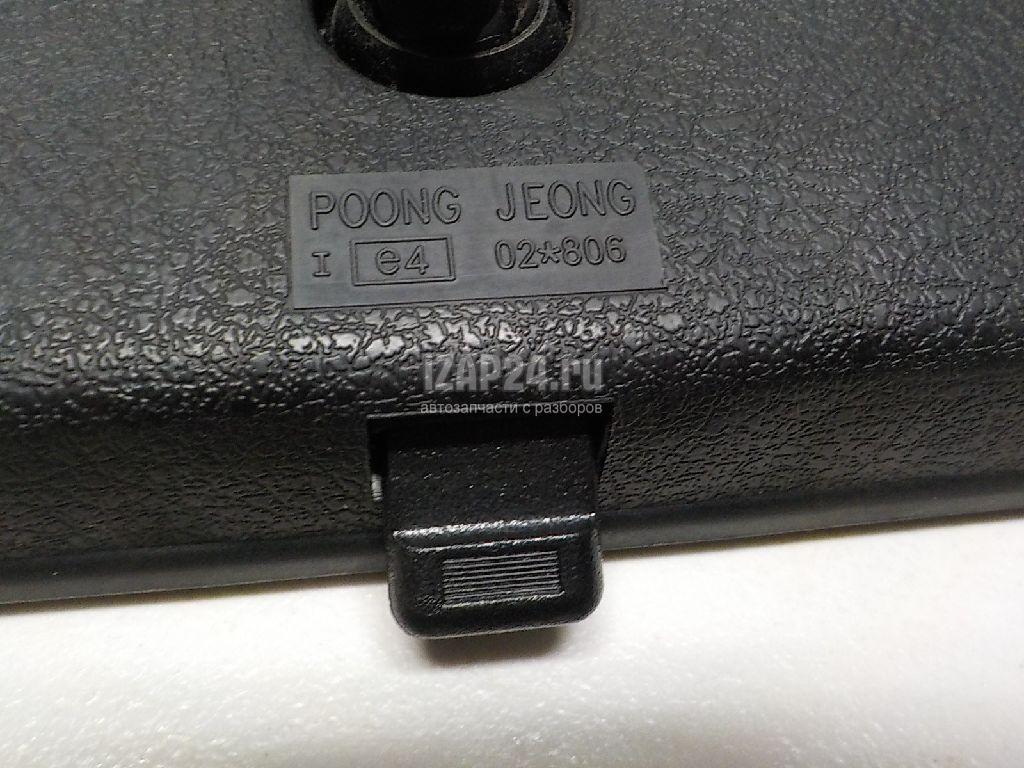 POONG JEONG
I e4 02*806
iZAP24.ru
автозапчасти с разборов